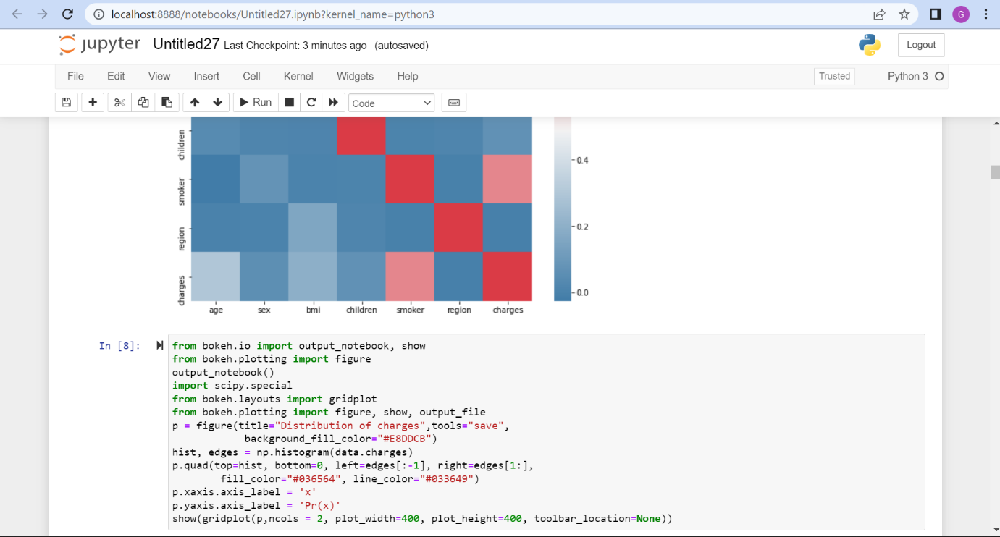 localhost:8888/notebooks/Untitled27.ipynb?kernel_name=python3
G
jupyter Untitled27 Last Checkpoint: 3 minutes ago (autosaved)
Logout
File Edit View Insert Cell Kernel Widgets Help
Trusted
Python 3
Run
Code
children
smoker
region
charges
0.4
0.2
0.0
age sex bmi children smoker region charges
In [8]:
from bokeh.io import output_notebook, show
from bokeh.plotting import figure
output_notebook()
import scipy.special
from bokeh.layouts import gridplot
from bokeh.plotting import figure, show, output_file
p = figure(title="Distribution of charges",tools="save",
background_fill_color="#E8DDCB")
hist, edges = np.histogram(data.charges)
p.quad(top=hist, bottom=0, left=edges[:-1], right=edges[1:],
fill_color="#036564", line_color="#033649")
p.xaxis.axis_label = 'x'
p.yaxis.axis_label = 'Pr(x)'
show(gridplot(p,ncols = 2, plot_width=400, plot_height=400, toolbar_location=None))